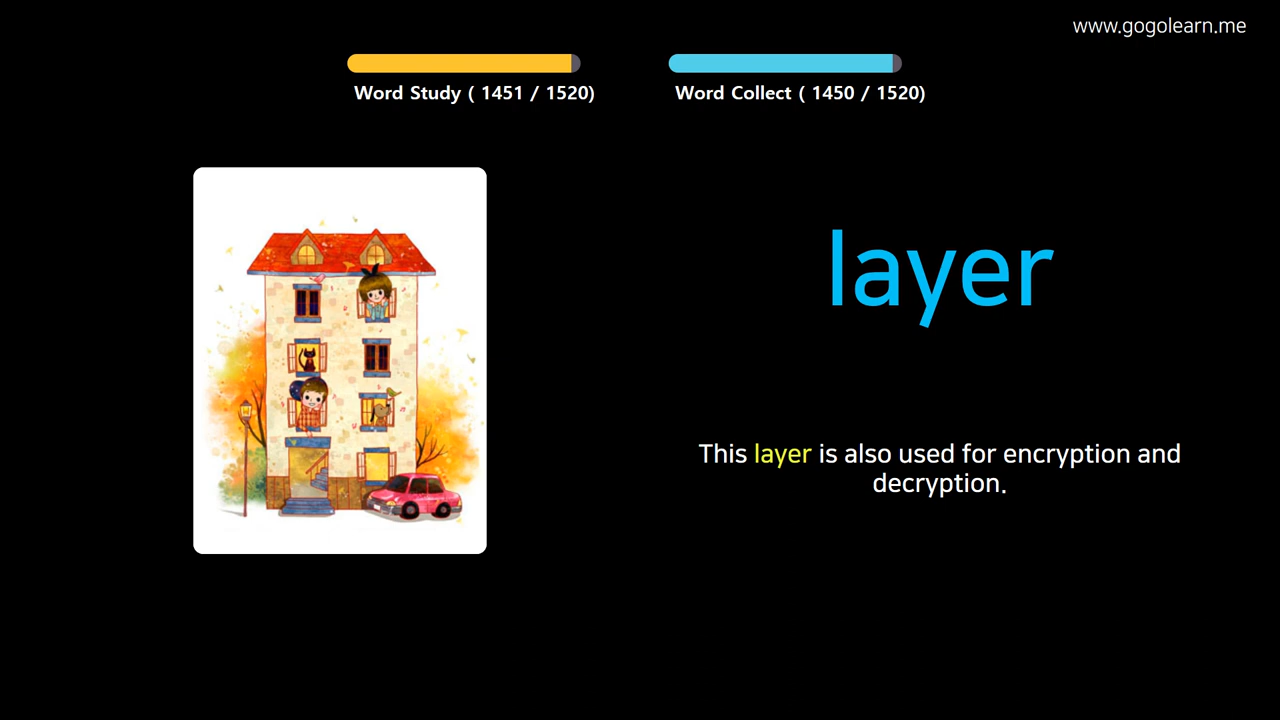 www.gogolearn.me
Word Study ( 1451 / 1520)
Word Collect ( 1450 / 1520)
layer
This layer is also used for encryption and
decryption.